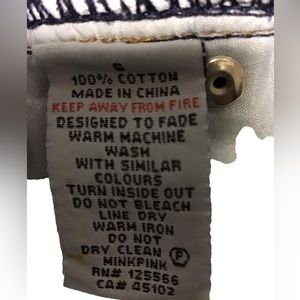 6
100% COTTON
MADE IN CHINA
KEEP AWAY FROM FIRE
DESIGNED TO FADE
WARM MACHINE
WASH
WITH SIMILAR
COLOURS
TURN INSIDE OUT
DO NOT BLEACH
LINE DRY
WARM IRON
DO NOT
DRY CLEAN P
MINKPINK
RN# 125566
CA# 45102